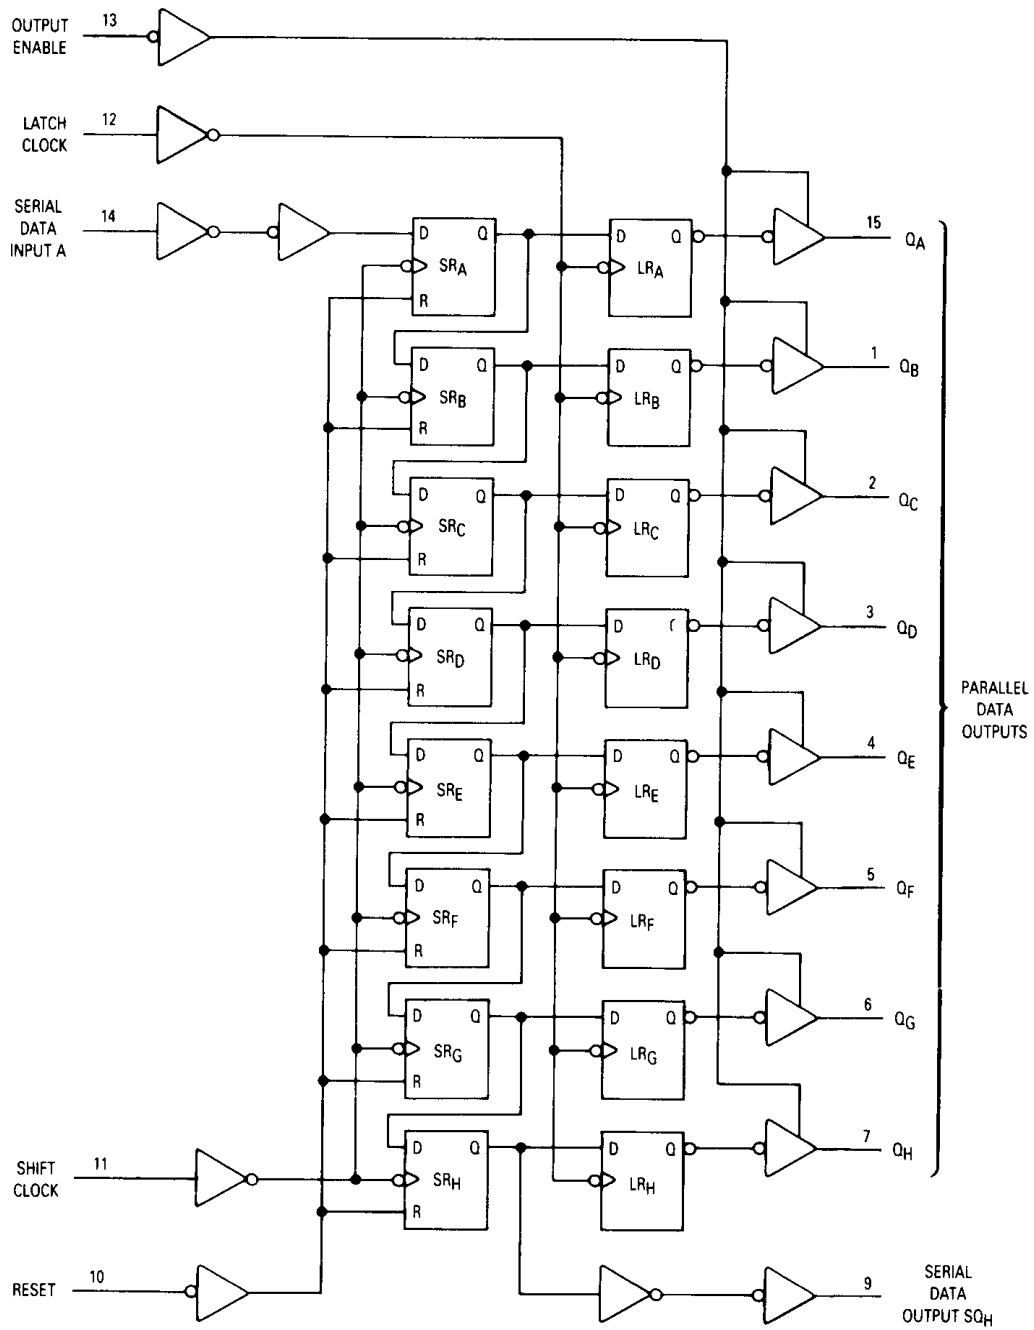 OUTPUT
ENABLE
13
LATCH
CLOCK
12
SERIAL
DATA
INPUT A
14
D Q
SRA
R
D Q
LRA
15
QA
D Q
SRB
R
D Q
LRB
1
QB
D Q
SRC
R
D Q
LRC
2
QC
D Q
SRD
R
D
LRD
3
QD
PARALLEL
DATA
OUTPUTS
D Q
SRE
R
D Q
LRE
4
QE
D Q
SRF
R
D Q
LRF
5
QF
D Q
SRG
R
D Q
LRG
6
QG
D Q
SRH
R
D Q
LRH
7
QH
SHIFT
CLOCK
11
RESET
10
9
SERIAL
DATA
OUTPUT SQH